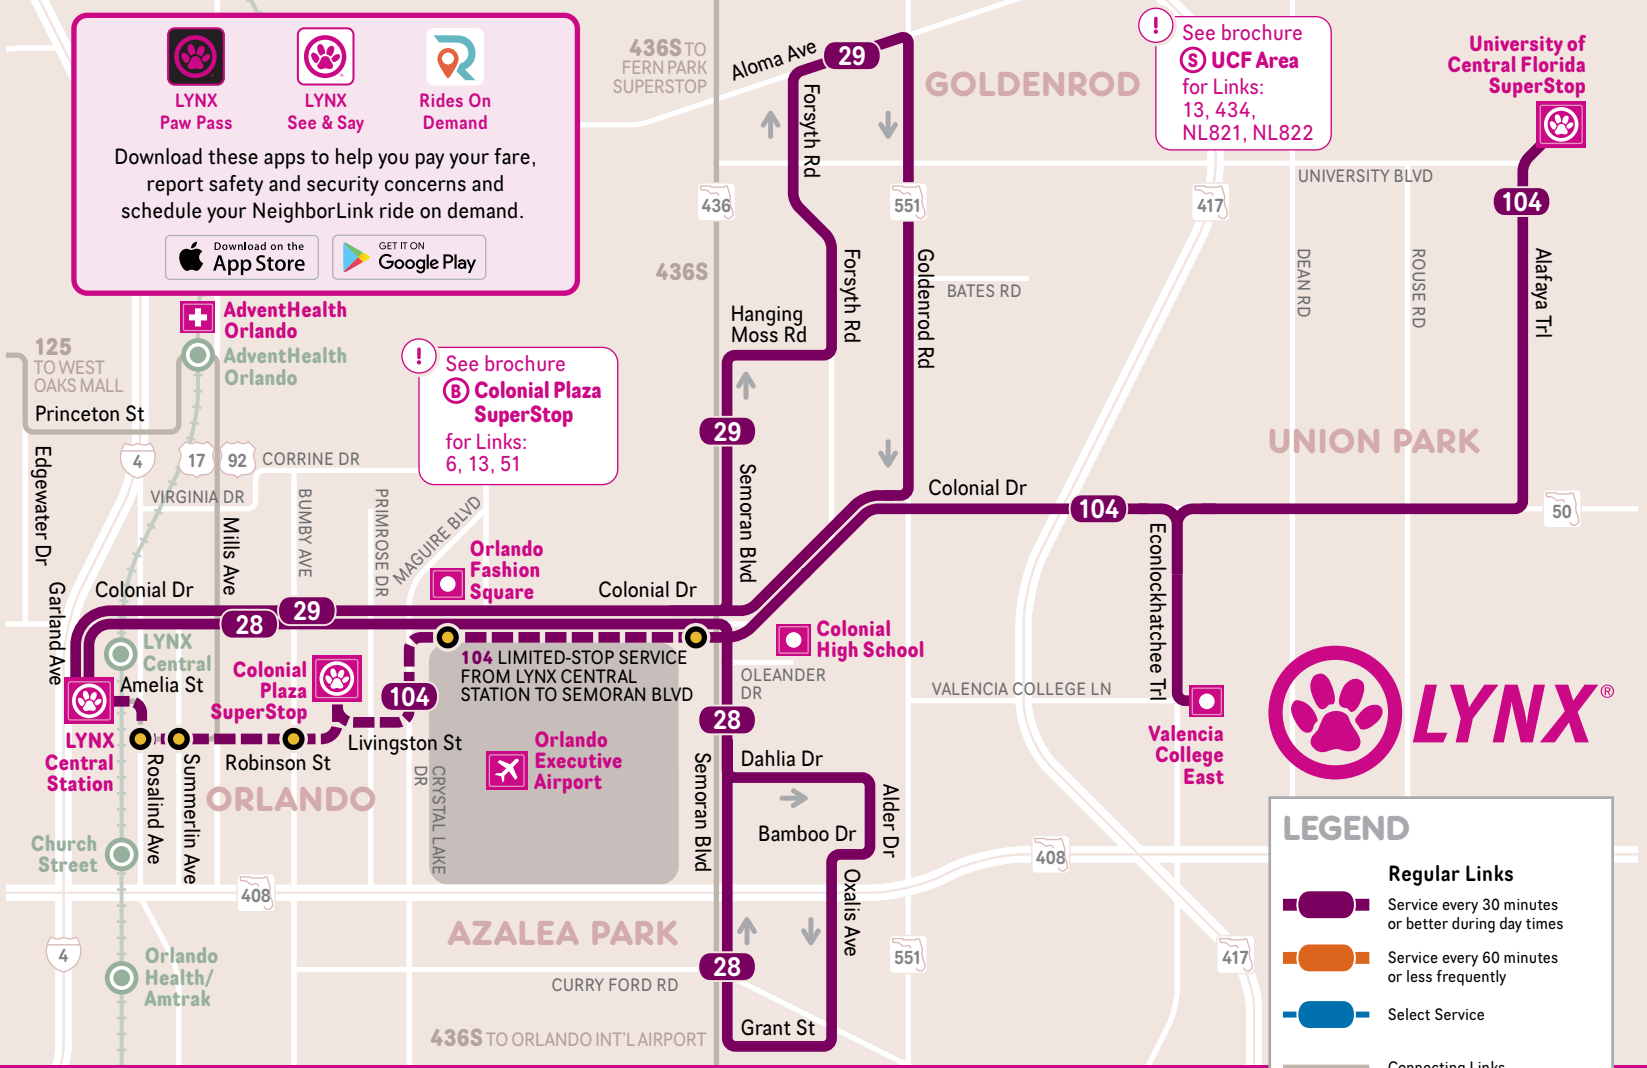 LYNX
Paw Pass
LYNX
See & Say
Rides On
Demand
Download these apps to help you pay your fare,
report safety and security concerns and
schedule your NeighborLink ride on demand.
Download on the
App Store
GET IT ON
Google Play
436S TO
FERN PARK
SUPERSTOP
Aloma Ave
29
GOLDENROD
!
See brochure
S UCF Area
for Links:
13, 434,
NL821, NL822
University of
Central Florida
SuperStop
Forsyth Rd
UNIVERSITY BLVD
436
551
417
104
436S
Forsyth Rd
Goldenrod Rd
BATES RD
DEAN RD
ROUSE RD
Alafaya Trl
AdventHealth
Orlando
AdventHealth
Orlando
Hanging
Moss Rd
125
TO WEST
OAKS MALL
Princeton St
!
See brochure
B Colonial Plaza
SuperStop
for Links:
6, 13, 51
29
UNION PARK
4
17
92
CORRINE DR
Edgewater Dr
VIRGINIA DR
BUMBY AVE
PRIMROSE DR
MAGUIRE BLVD
Mills Ave
Semoran Blvd
Colonial Dr
104
50
Econlockhatchee Trl
Orlando
Fashion
Square
Garland Ave
Colonial Dr
Colonial Dr
29
28
LYNX
Central
Amelia St
Colonial
Plaza
SuperStop
104
104 LIMITED-STOP SERVICE
FROM LYNX CENTRAL
STATION TO SEMORAN BLVD
Colonial
High School
OLEANDER
DR
VALENCIA COLLEGE LN
28
LYNX®
LYNX
Central
Station
Robinson St
Livingston St
Orlando
Executive
Airport
Valencia
College
East
Rosalind Ave
Summerlin Ave
ORLANDO
CRYSTAL LAKE
DR
Semoran Blvd
Dahlia Dr
Alder Dr
Bamboo Dr
Church
Street
408
408
Oxalis Ave
AZALEA PARK
4
Orlando
Health/
Amtrak
28
551
417
CURRY FORD RD
Grant St
436S TO ORLANDO INT'L AIRPORT
LEGEND
Regular Links
Service every 30 minutes
or better during day times
Service every 60 minutes
or less frequently
Select Service
Connecting Links